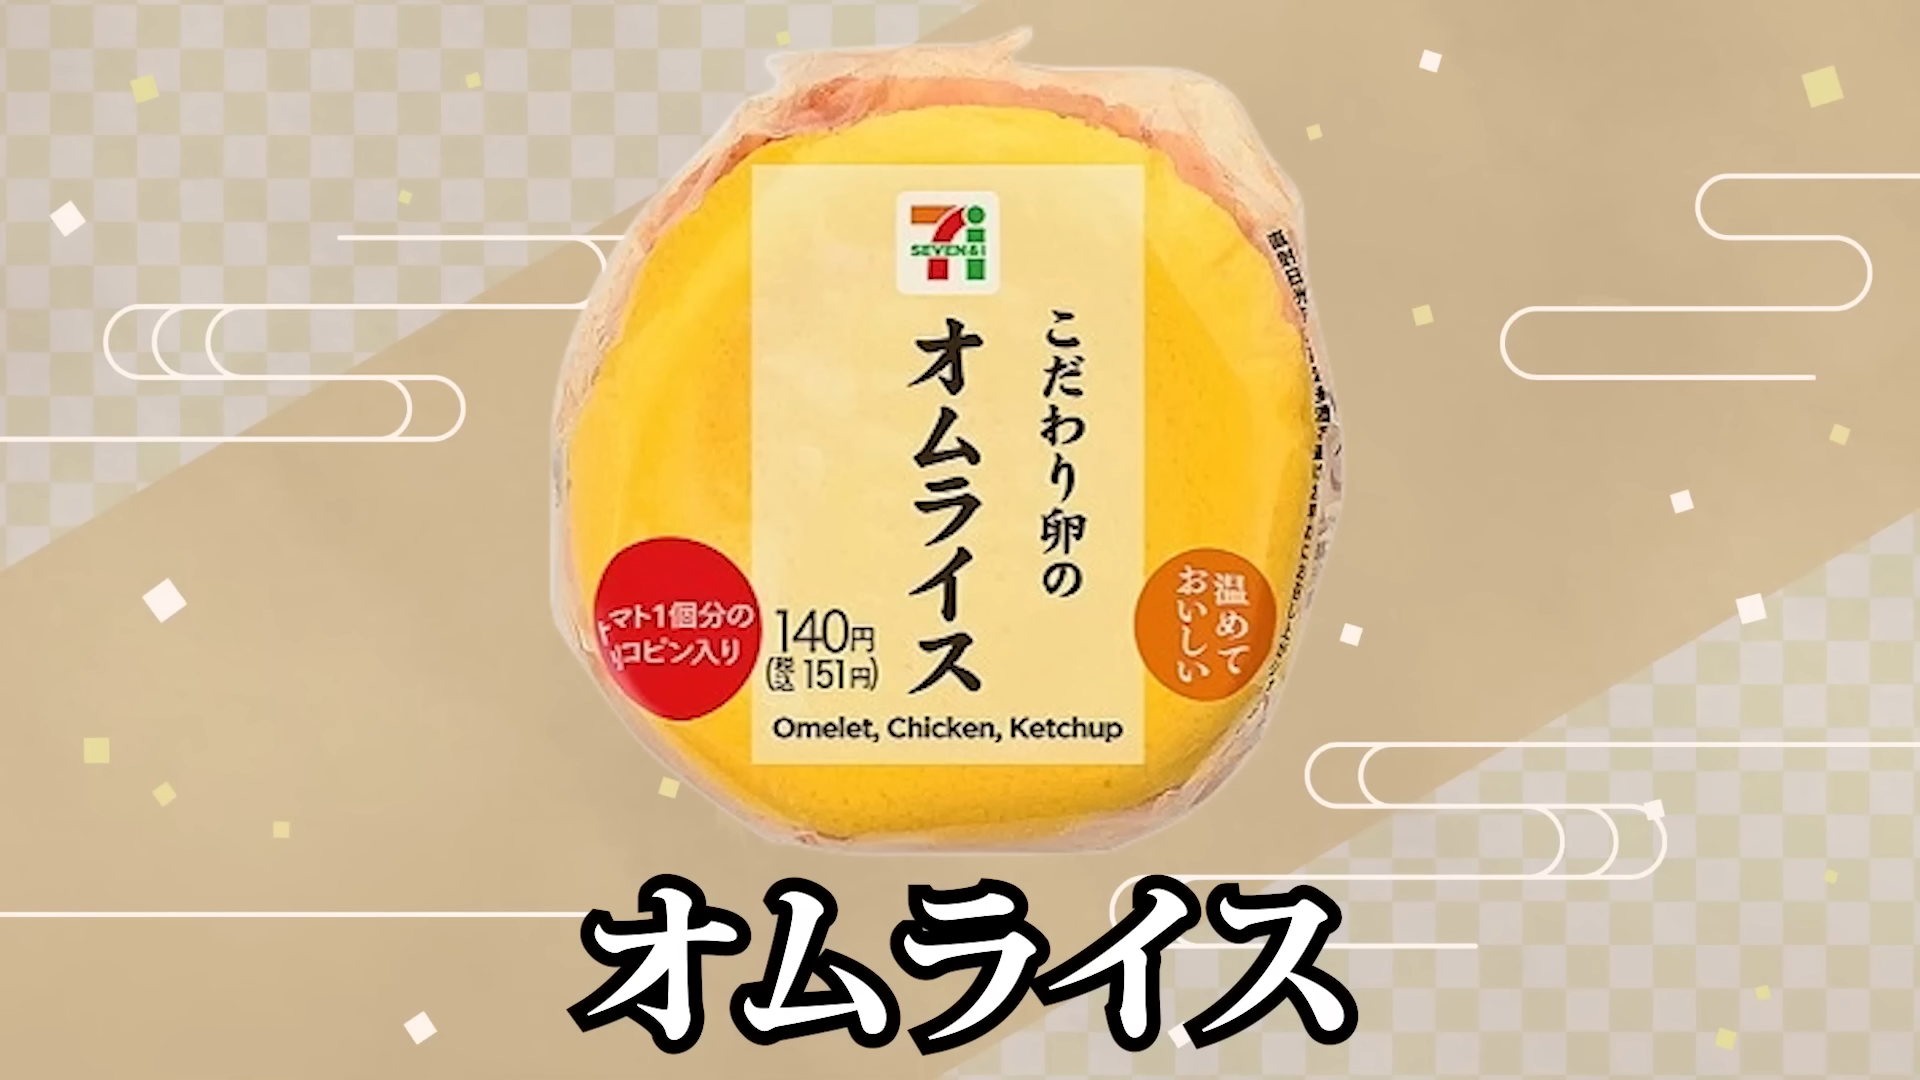 SEVEN&i
こだわり卵の
オムライス
マト1個分の
コピン入り
140円
(税込 151円)
温めて
おいしい
Omelet, Chicken, Ketchup
オムライス